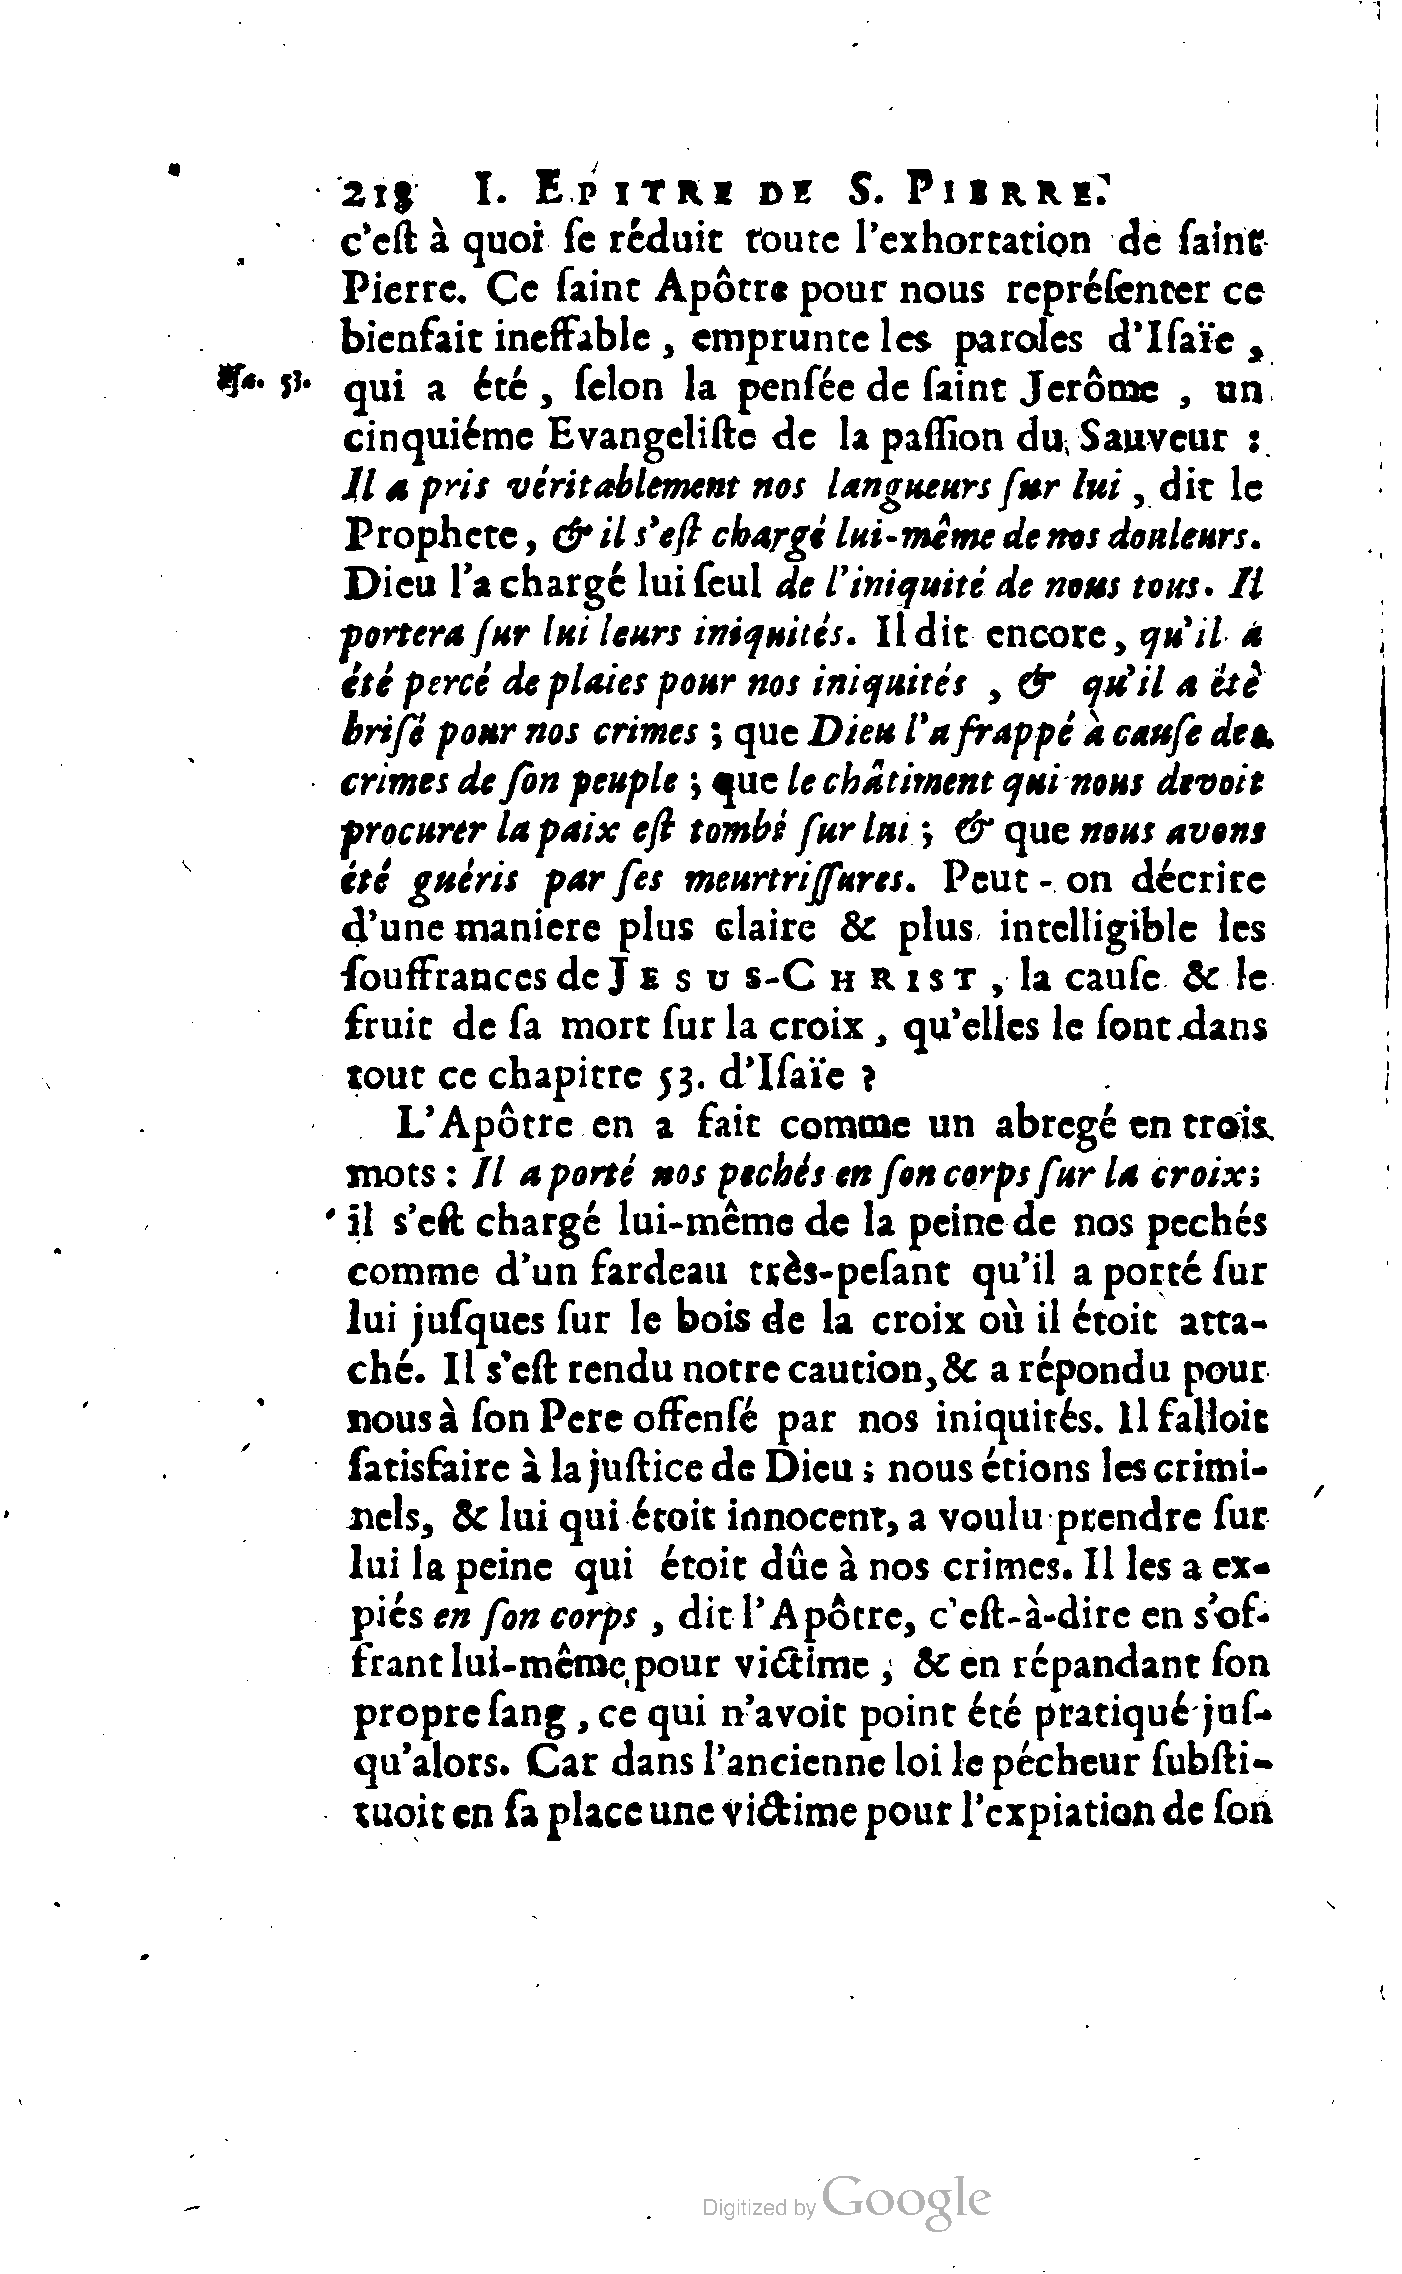 218 I. EPITRE DE S. PIERRE.
c'eſt à quoi ſe réduit toute l'exhortation de ſaint
Pierre. Ce ſaint Apôtre pour nous repréſenter ce
bienfait ineffable, emprunte les paroles d'Iſaïe,
Iſa. 53. qui a été, ſelon la penſée de ſaint Jerôme, un
cinquiéme Evangeliſte de la paſſion du Sauveur :
Il a pris véritablement nos langueurs ſur lui, dit le
Prophete, & il s'eſt chargé lui-même de nos douleurs.
Dieu l'a chargé lui ſeul de l'iniquité de nous tous. Il
portera ſur lui leurs iniquités. Il dit encore, qu'il a
été percé de plaies pour nos iniquités, & qu'il a été
briſé pour nos crimes ; que Dieu l'a frappé à cauſe des
crimes de ſon peuple ; que le châtiment qui nous devoit
procurer la paix eſt tombé ſur lui ; & que nous avons
été guéris par ſes meurtriſſures. Peut-on décrire
d'une maniere plus claire & plus intelligible les
ſouffrances de JESUS-CHRIST, la cauſe & le
fruit de ſa mort ſur la croix, qu'elles le ſont dans
tout ce chapitre 53. d'Iſaïe ?
L'Apôtre en a fait comme un abregé en trois
mots : Il a porté nos pechés en ſon corps ſur la croix;
il s'eſt chargé lui-même de la peine de nos pechés
comme d'un fardeau très-peſant qu'il a porté ſur
lui juſques ſur le bois de la croix où il étoit atta-
ché. Il s'eſt rendu notre caution, & a répondu pour
nous à ſon Pere offenſé par nos iniquités. Il falloit
ſatisfaire à la juſtice de Dieu ; nous étions les crimi-
nels, & lui qui étoit innocent, a voulu prendre ſur
lui la peine qui étoit dûe à nos crimes. Il les a ex-
piés en ſon corps, dit l'Apôtre, c'eſt-à-dire en s'of-
frant lui-même pour victime, & en répandant ſon
propre ſang, ce qui n'avoit point été pratiqué juſ-
qu'alors. Car dans l'ancienne loi le pécheur ſubſti-
tuoit en ſa place une victime pour l'expiation de ſon
Digitized by Google